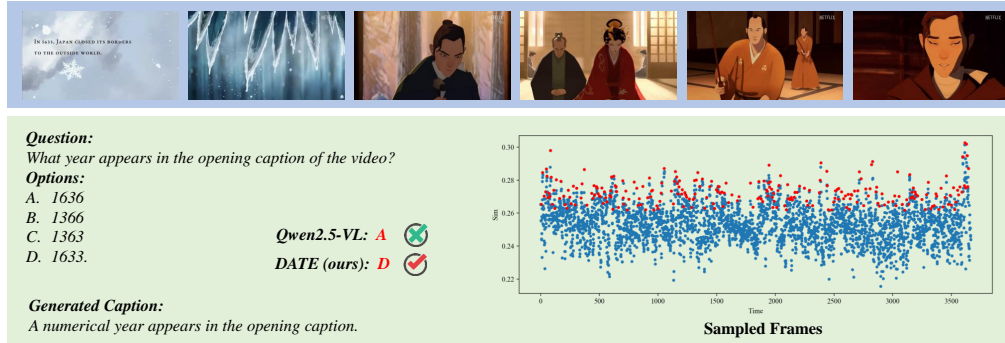 IN 1633, JAPAN CLOSED ITS BORDERS
TO THE OUTSIDE WORLD.
NETFLIX
NETFLIX
NETFLIX
NETFLIX
NETFLIX
Question:
What year appears in the opening caption of the video?
Options:
A. 1636
B. 1366
C. 1363
D. 1633.
Qwen2.5-VL: A
DATE (ours): D
Generated Caption:
A numerical year appears in the opening caption.
0.30
0.28
0.26
0.24
0.22
Sim
0 500 1000 1500 2000 2500 3000 3500
Time
Sampled Frames